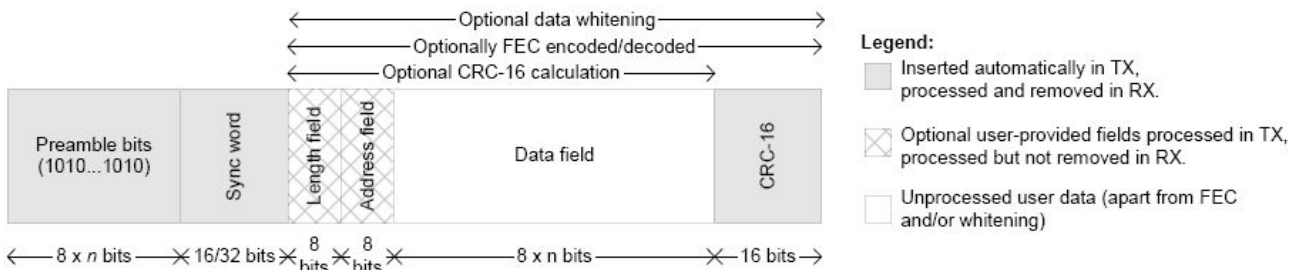 Optional data whitening
Optionally FEC encoded/decoded
Optional CRC-16 calculation
Legend:
Inserted automatically in TX,
processed and removed in RX.
Optional user-provided fields processed in TX,
processed but not removed in RX.
Unprocessed user data (apart from FEC
and/or whitening)
Preamble bits
(1010...1010)
Sync word
Length field
Address field
Data field
CRC-16
8 x n bits
16/32 bits
8
bits
8
bits
8 x n bits
16 bits